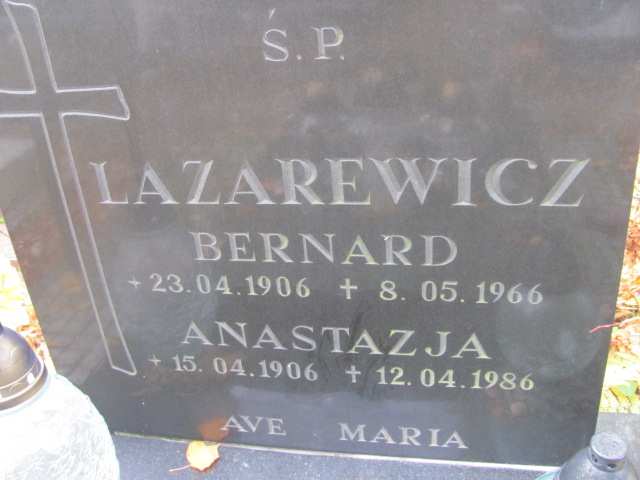 Ś.P.
LAZAREWICZ
BERNARD
* 23.04.1906 ✝ 8.05.1966
ANASTAZJA
* 15.04.1906 ✝ 12.04.1986
AVE MARIA